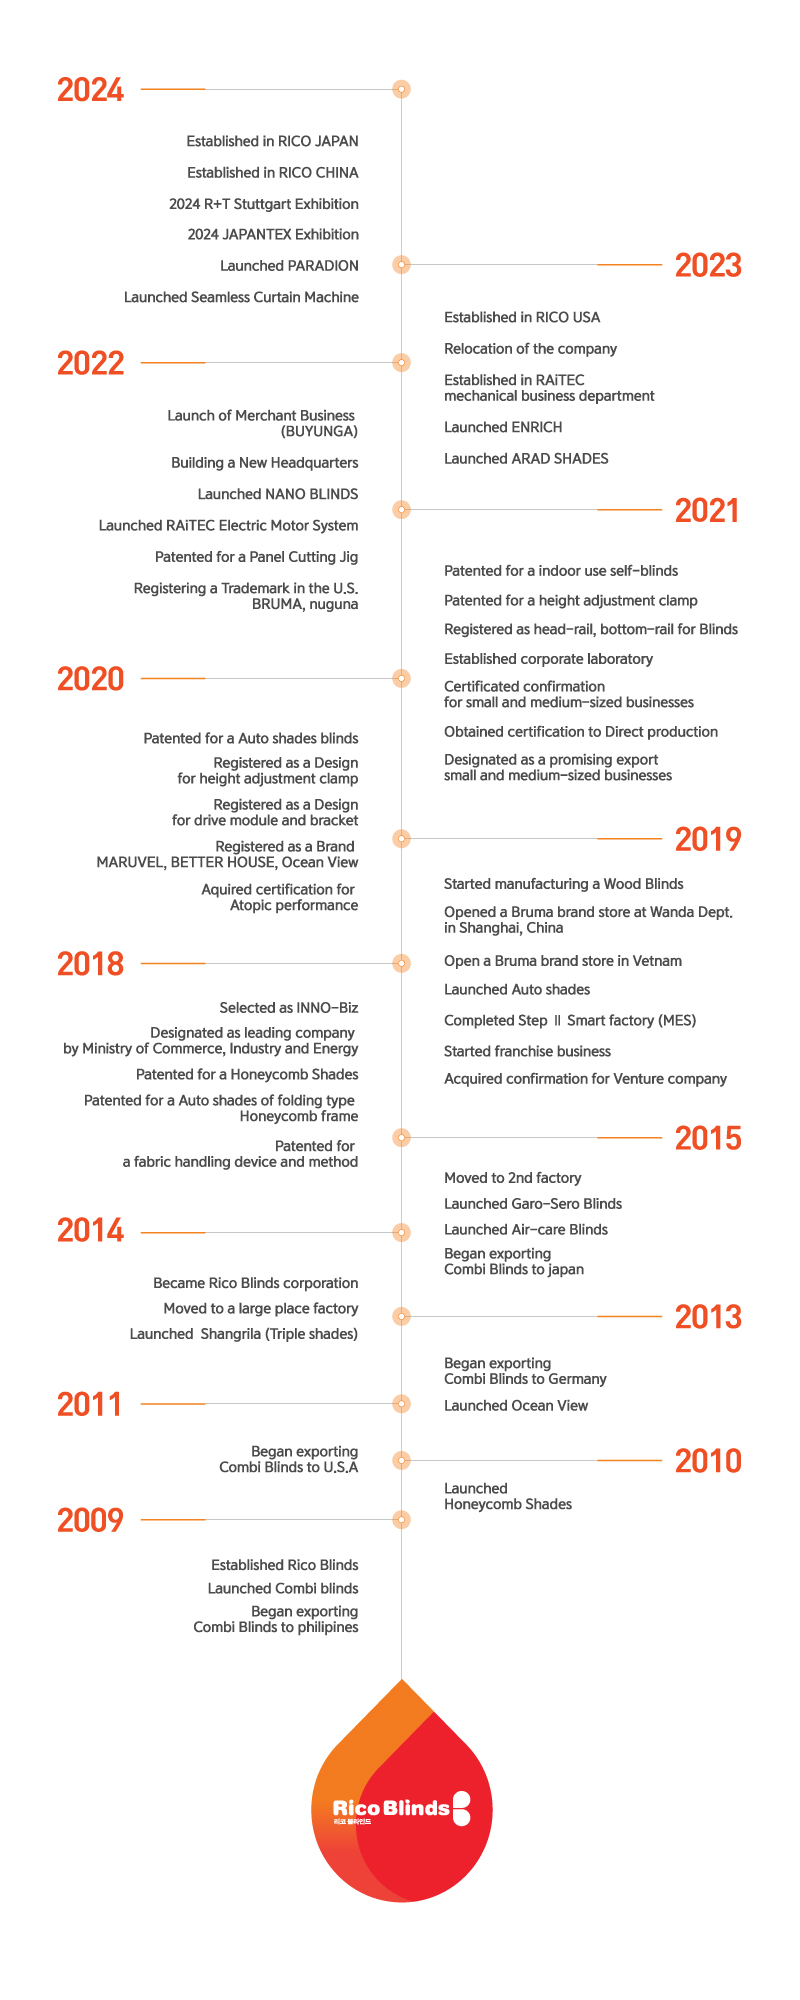 2024
Established in RICO JAPAN
Established in RICO CHINA
2024 R+T Stuttgart Exhibition
2024 JAPANTEX Exhibition
Launched PARADION
Launched Seamless Curtain Machine
2023
Established in RICO USA
Relocation of the company
Established in RAiTEC
mechanical business department
Launched ENRICH
Launched ARAD SHADES
2022
Launch of Merchant Business
(BUYUNGA)
Building a New Headquarters
Launched NANO BLINDS
Launched RAiTEC Electric Motor System
Patented for a Panel Cutting Jig
Registering a Trademark in the U.S.
BRUMA, nuguna
2021
Patented for a indoor use self-blinds
Patented for a height adjustment clamp
Registered as head-rail, bottom-rail for Blinds
Established corporate laboratory
Certificated confirmation
for small and medium-sized businesses
Obtained certification to Direct production
Designated as a promising export
small and medium-sized businesses
2020
Patented for a Auto shades blinds
Registered as a Design
for height adjustment clamp
Registered as a Design
for drive module and bracket
Registered as a Brand
MARUVEL, BETTER HOUSE, Ocean View
Aquired certification for
Atopic performance
2019
Started manufacturing a Wood Blinds
Opened a Bruma brand store at Wanda Dept.
in Shanghai, China
Open a Bruma brand store in Vetnam
Launched Auto shades
Completed Step Ⅱ Smart factory (MES)
Started franchise business
Acquired confirmation for Venture company
2018
Selected as INNO-Biz
Designated as leading company
by Ministry of Commerce, Industry and Energy
Patented for a Honeycomb Shades
Patented for a Auto shades of folding type
Honeycomb frame
Patented for
a fabric handling device and method
2015
Moved to 2nd factory
Launched Garo-Sero Blinds
Launched Air-care Blinds
Began exporting
Combi Blinds to japan
2014
Became Rico Blinds corporation
Moved to a large place factory
Launched Shangrila (Triple shades)
2013
Began exporting
Combi Blinds to Germany
Launched Ocean View
2011
Began exporting
Combi Blinds to U.S.A
2010
Launched
Honeycomb Shades
2009
Established Rico Blinds
Launched Combi blinds
Began exporting
Combi Blinds to philipines
Rico Blinds
리코 블라인드